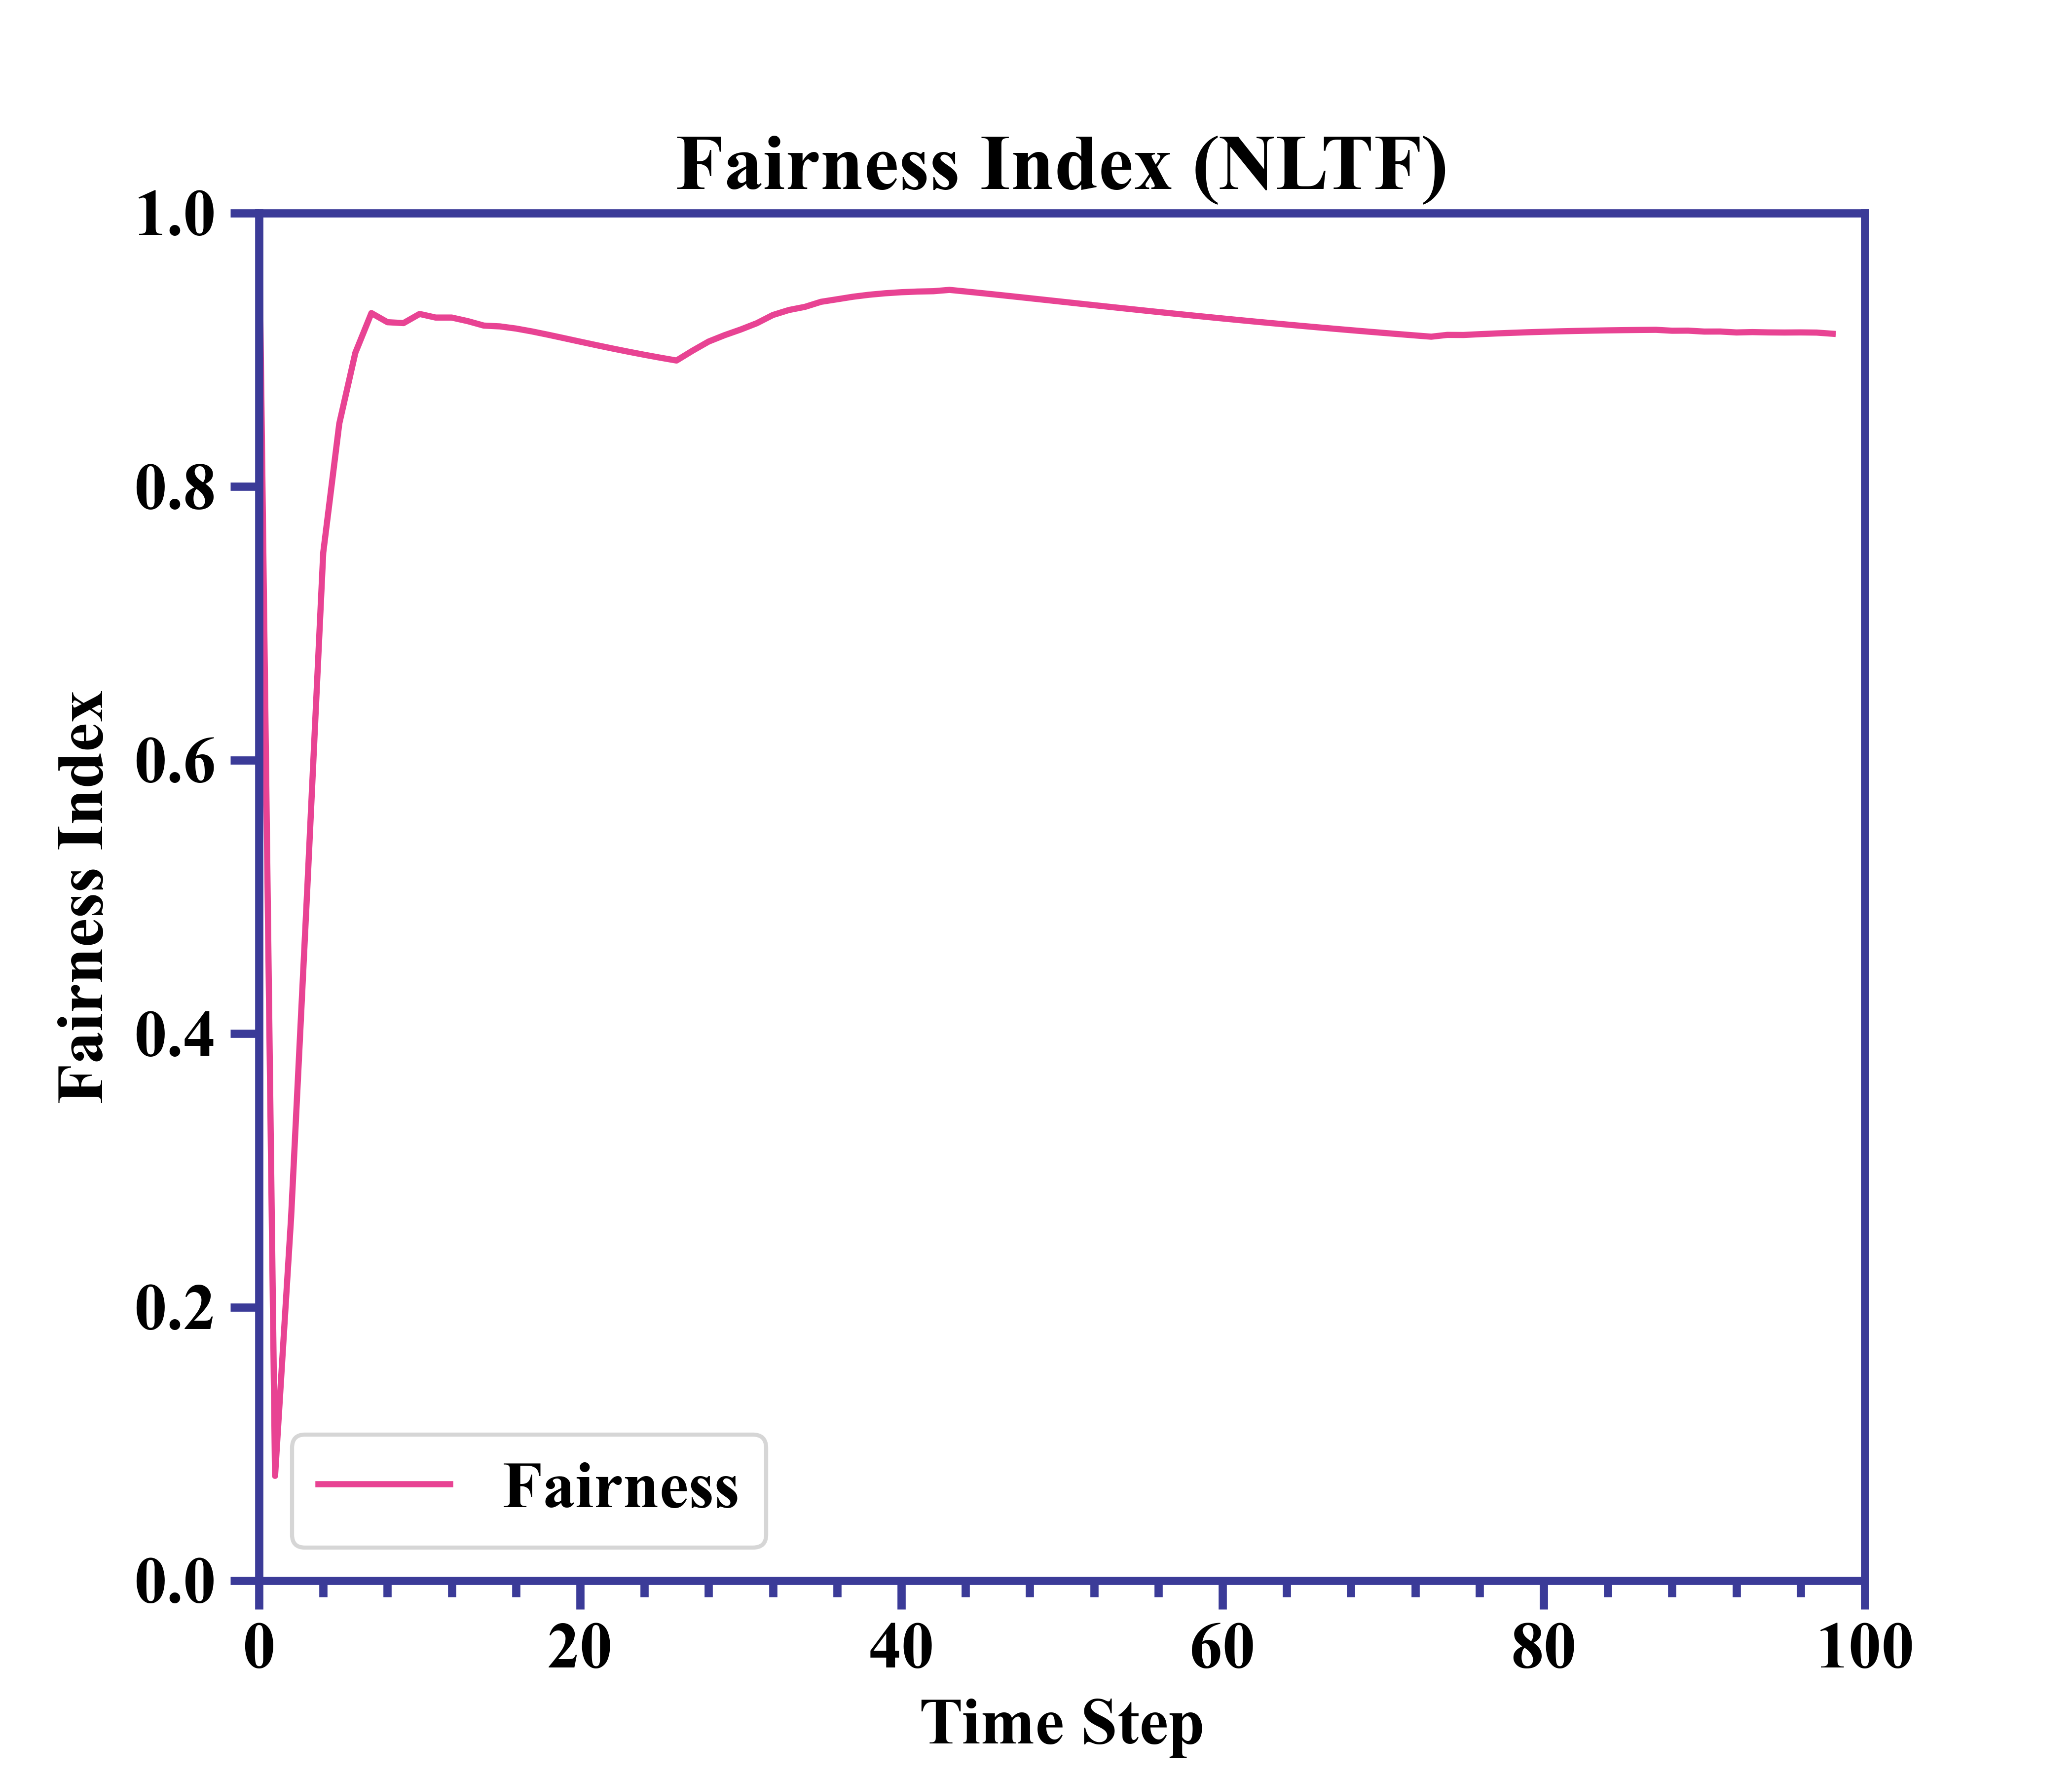 Fairness Index (NLTF)
1.0
0.8
0.6
0.4
0.2
0.0
Fairness Index
Fairness
0 20 40 60 80 100
Time Step